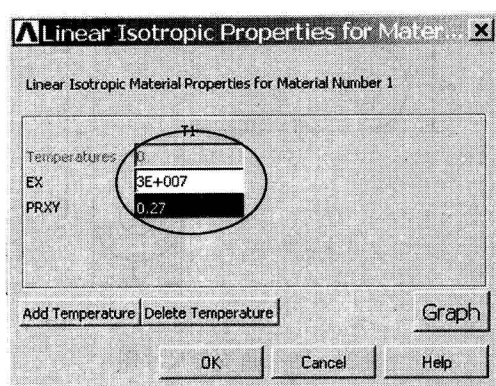 Linear Isotropic Properties for Mater...
Linear Isotropic Material Properties for Material Number 1
T1
Temperatures 0
EX 3E+007
PRXY 0.27
Add Temperature Delete Temperature Graph
OK Cancel Help